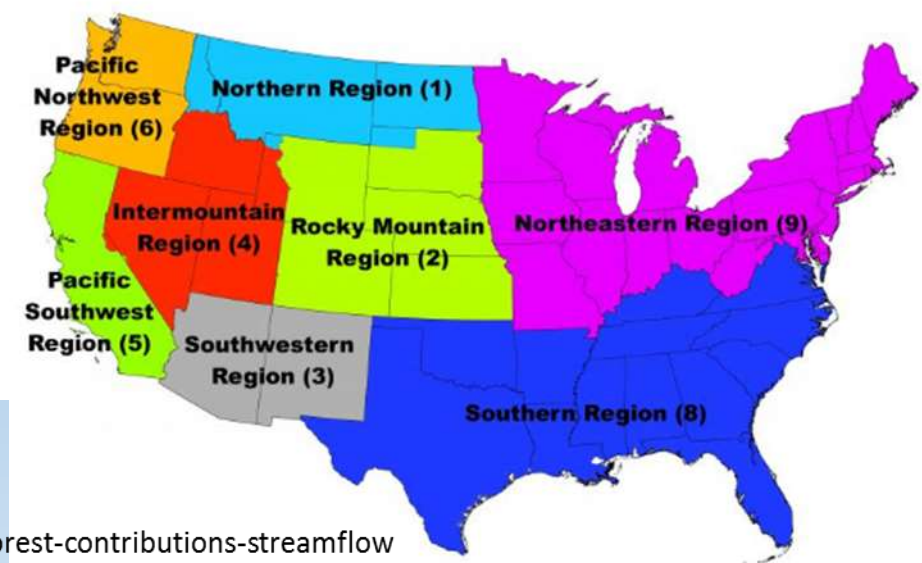 Pacific
Northwest
Region (6)
Northern Region (1)
Intermountain
Region (4)
Rocky Mountain
Region (2)
Northeastern Region (9)
Pacific
Southwest
Region (5)
Southwestern
Region (3)
Southern Region (8)
orest-contributions-streamflow